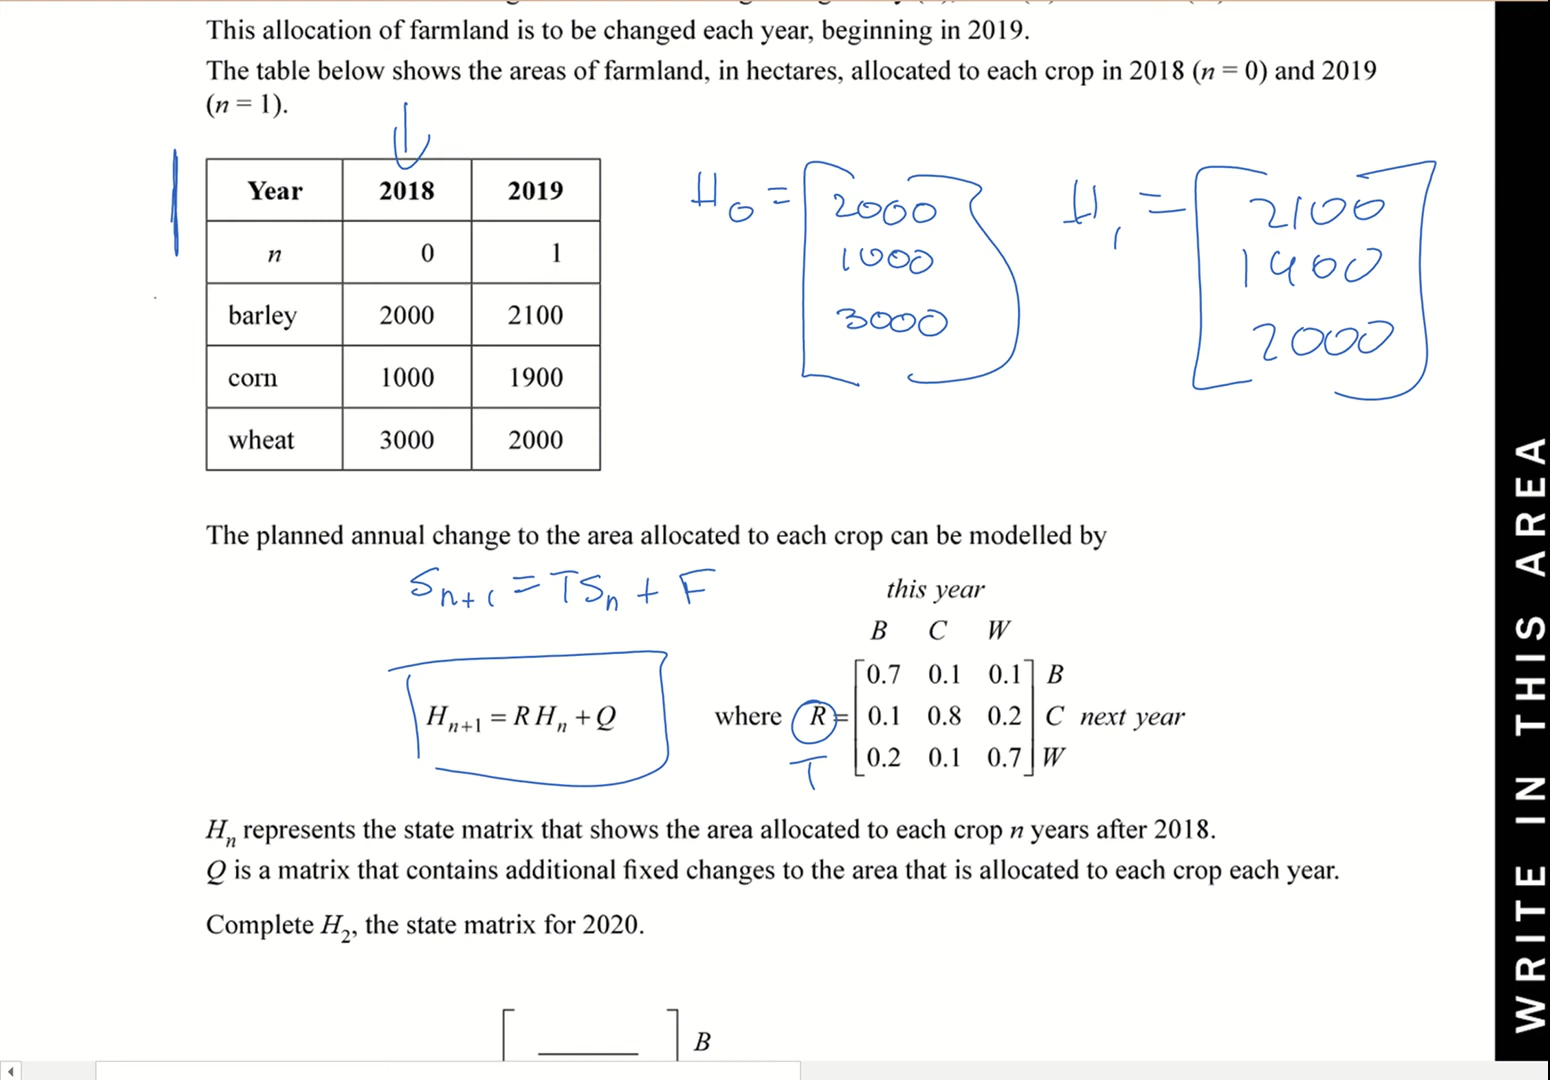 This allocation of farmland is to be changed each year, beginning in 2019.
The table below shows the areas of farmland, in hectares, allocated to each crop in 2018 (n = 0) and 2019
(n = 1).
Year 2018 2019
n 0 1
barley 2000 2100
corn 1000 1900
wheat 3000 2000
H₀ = [2000
1000
3000]
H₁ = [2100
1900
2000]
The planned annual change to the area allocated to each crop can be modelled by
Sₙ₊₁ = TSₙ + F
this year
B C W
Hₙ₊₁ = R Hₙ + Q where R = [0.7 0.1 0.1] B
0.1 0.8 0.2 C next year
0.2 0.1 0.7 W
T
Hₙ represents the state matrix that shows the area allocated to each crop n years after 2018.
Q is a matrix that contains additional fixed changes to the area that is allocated to each crop each year.
Complete H₂, the state matrix for 2020.
B
WRITE IN THIS AREA